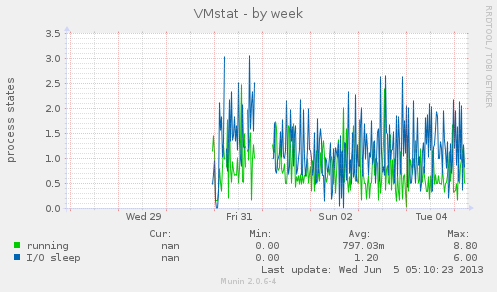 VMstat - by week
RRDTOOL / TOBI OETIKER
process states
3.5
3.0
2.5
2.0
1.5
1.0
0.5
0.0
Wed 29 Fri 31 Sun 02 Tue 04
Cur: Min: Avg: Max:
running nan 0.00 797.03m 8.80
I/O sleep nan 0.00 1.20 6.00
Last update: Wed Jun 5 05:10:23 2013
Munin 2.0.6-4